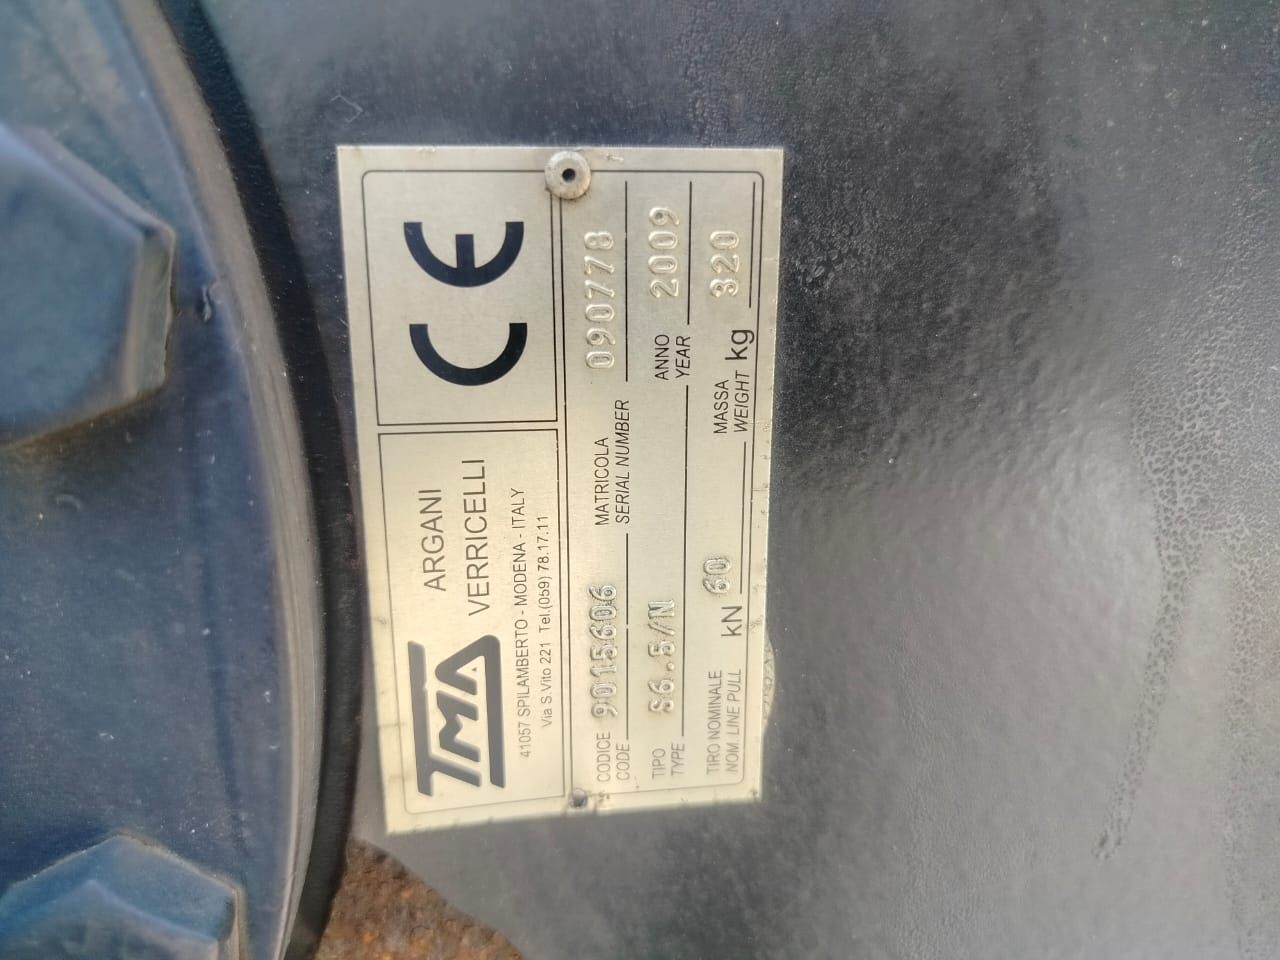 TMA
ARGANI
VERRICELLI
41057 SPILAMBERTO - MODENA - ITALY
Via S.Vito 221 Tel.(059) 78.17.11
CE
CODICE
CODE 9015606
MATRICOLA
SERIAL NUMBER 090778
TIPO
TYPE S6.5/N
ANNO
YEAR 2009
TIRO NOMINALE
NOM. LINE PULL kN 60
MASSA
WEIGHT kg 320